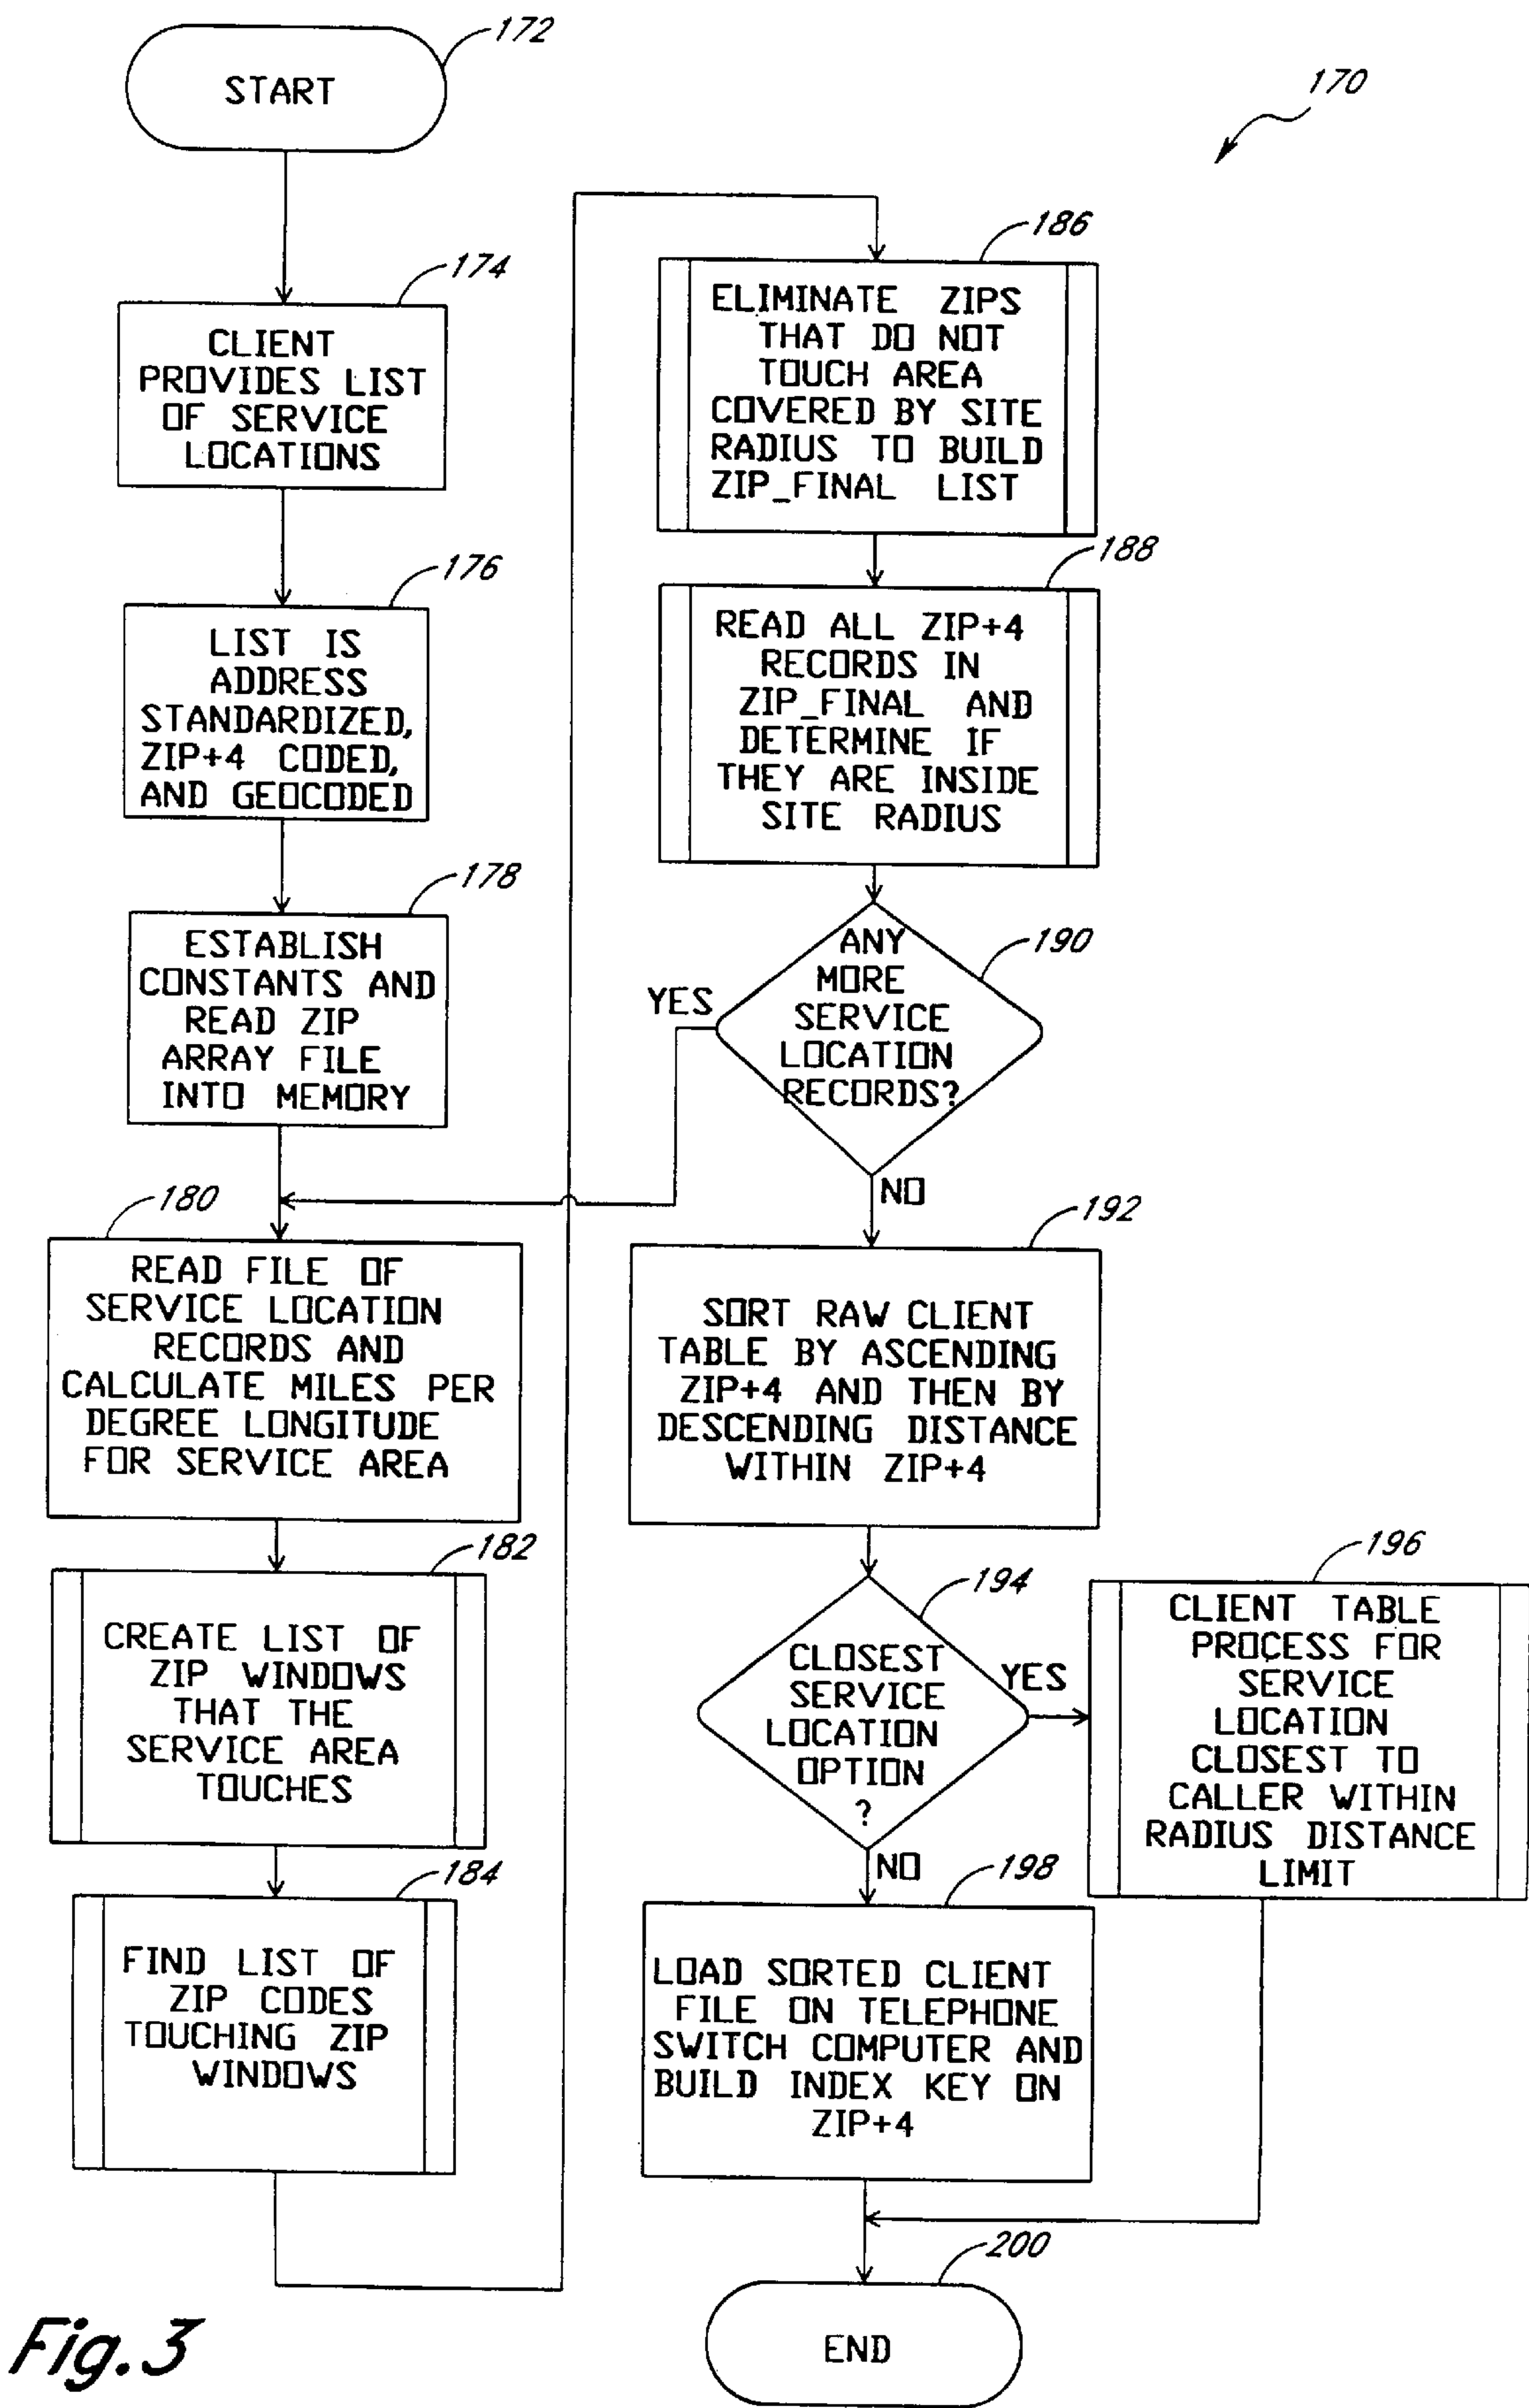 172
START
170
174
CLIENT
PROVIDES LIST
OF SERVICE
LOCATIONS
176
LIST IS
ADDRESS
STANDARDIZED,
ZIP+4 CODED,
AND GEOCODED
178
ESTABLISH
CONSTANTS AND
READ ZIP
ARRAY FILE
INTO MEMORY
180
READ FILE OF
SERVICE LOCATION
RECORDS AND
CALCULATE MILES PER
DEGREE LONGITUDE
FOR SERVICE AREA
182
CREATE LIST OF
ZIP WINDOWS
THAT THE
SERVICE AREA
TOUCHES
184
FIND LIST OF
ZIP CODES
TOUCHING ZIP
WINDOWS
186
ELIMINATE ZIPS
THAT DO NOT
TOUCH AREA
COVERED BY SITE
RADIUS TO BUILD
ZIP_FINAL LIST
188
READ ALL ZIP+4
RECORDS IN
ZIP_FINAL AND
DETERMINE IF
THEY ARE INSIDE
SITE RADIUS
190
ANY
MORE
SERVICE
LOCATION
RECORDS?
YES
NO
192
SORT RAW CLIENT
TABLE BY ASCENDING
ZIP+4 AND THEN BY
DESCENDING DISTANCE
WITHIN ZIP+4
194
CLOSEST
SERVICE
LOCATION
OPTION
?
YES
NO
196
CLIENT TABLE
PROCESS FOR
SERVICE
LOCATION
CLOSEST TO
CALLER WITHIN
RADIUS DISTANCE
LIMIT
198
LOAD SORTED CLIENT
FILE ON TELEPHONE
SWITCH COMPUTER AND
BUILD INDEX KEY ON
ZIP+4
200
END
Fig. 3